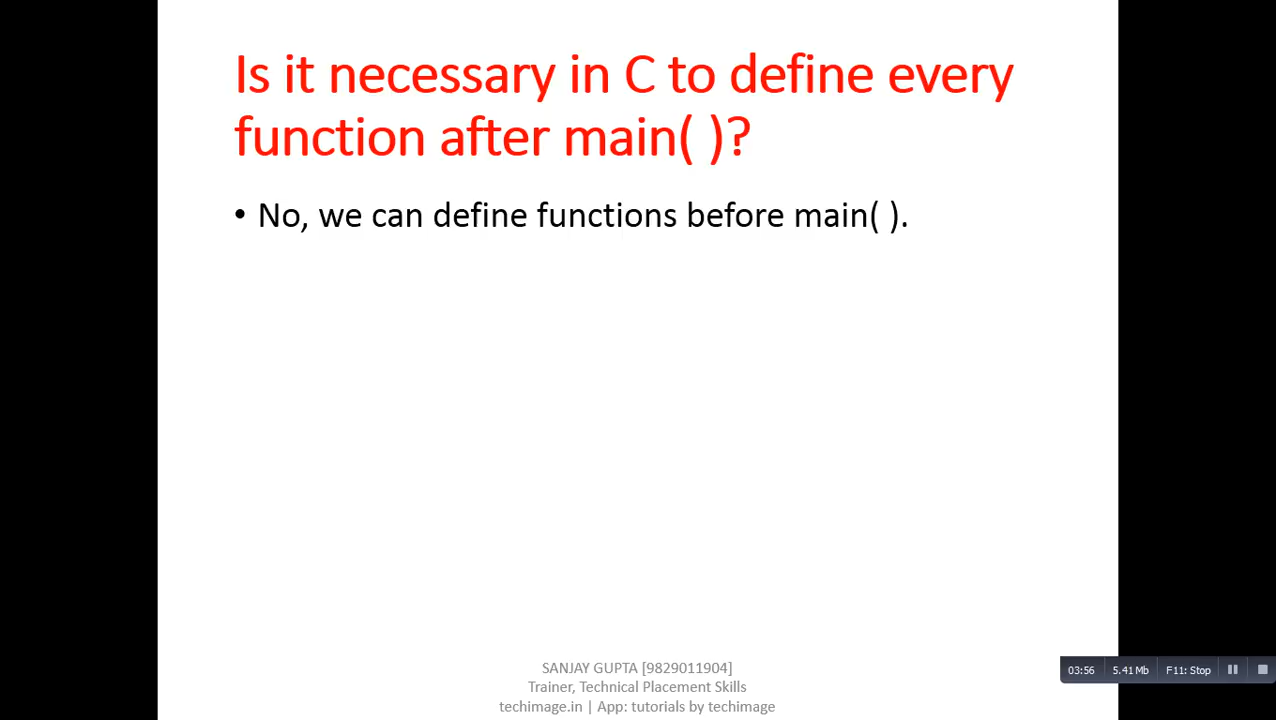 Is it necessary in C to define every
function after main( )?
• No, we can define functions before main( ).
SANJAY GUPTA [9829011904]
Trainer, Technical Placement Skills
techimage.in | App: tutorials by techimage
03:56 5.41 Mb F11: Stop